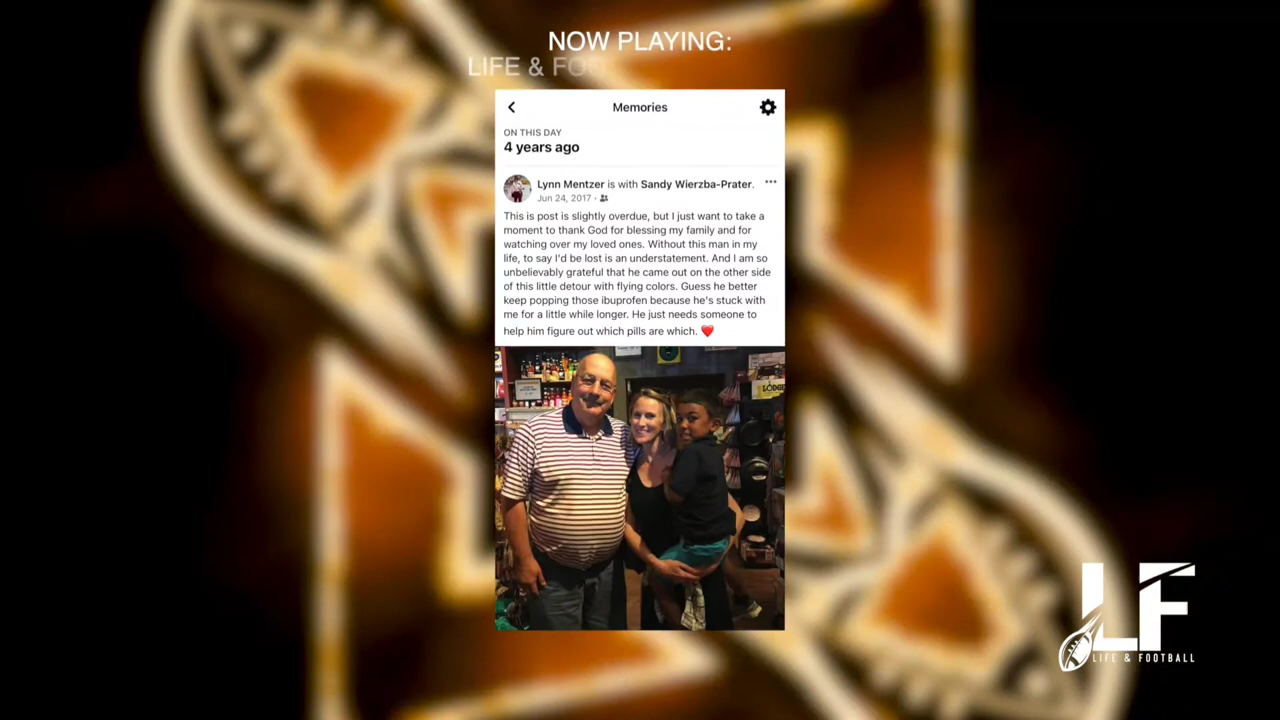 NOW PLAYING:
LIFE & FOO
Memories
ON THIS DAY
4 years ago
Lynn Mentzer is with Sandy Wierzba-Prater.
Jun 24, 2017 ·
This is post is slightly overdue, but I just want to take a
moment to thank God for blessing my family and for
watching over my loved ones. Without this man in my
life, to say I'd be lost is an understatement. And I am so
unbelievably grateful that he came out on the other side
of this little detour with flying colors. Guess he better
keep popping those ibuprofen because he's stuck with
me for a little while longer. He just needs someone to
help him figure out which pills are which. ❤️
LODGE
LF
LIFE & FOOTBALL